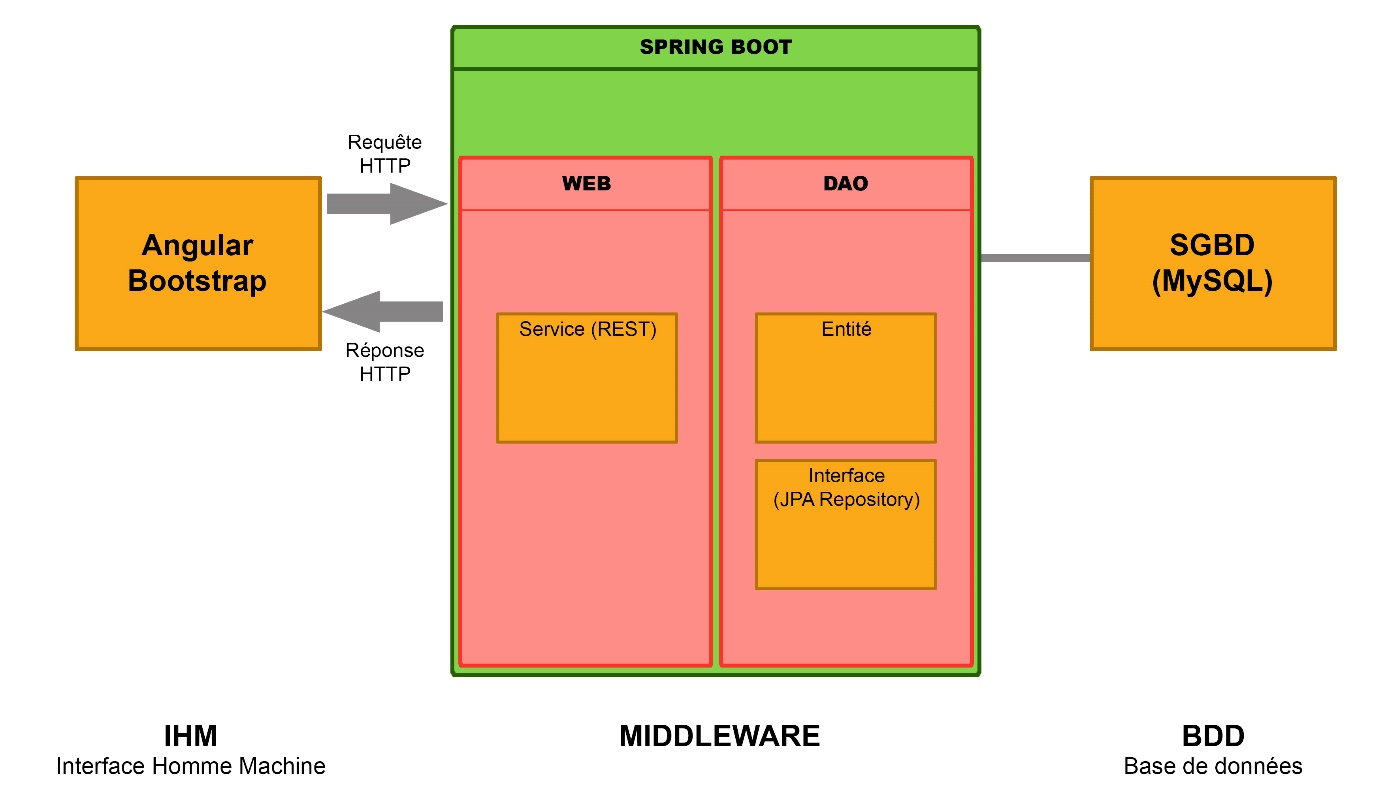 SPRING BOOT
Requête
HTTP
WEB
DAO
Angular
Bootstrap
SGBD
(MySQL)
Réponse
HTTP
Service (REST)
Entité
Interface
(JPA Repository)
IHM
Interface Homme Machine
MIDDLEWARE
BDD
Base de données